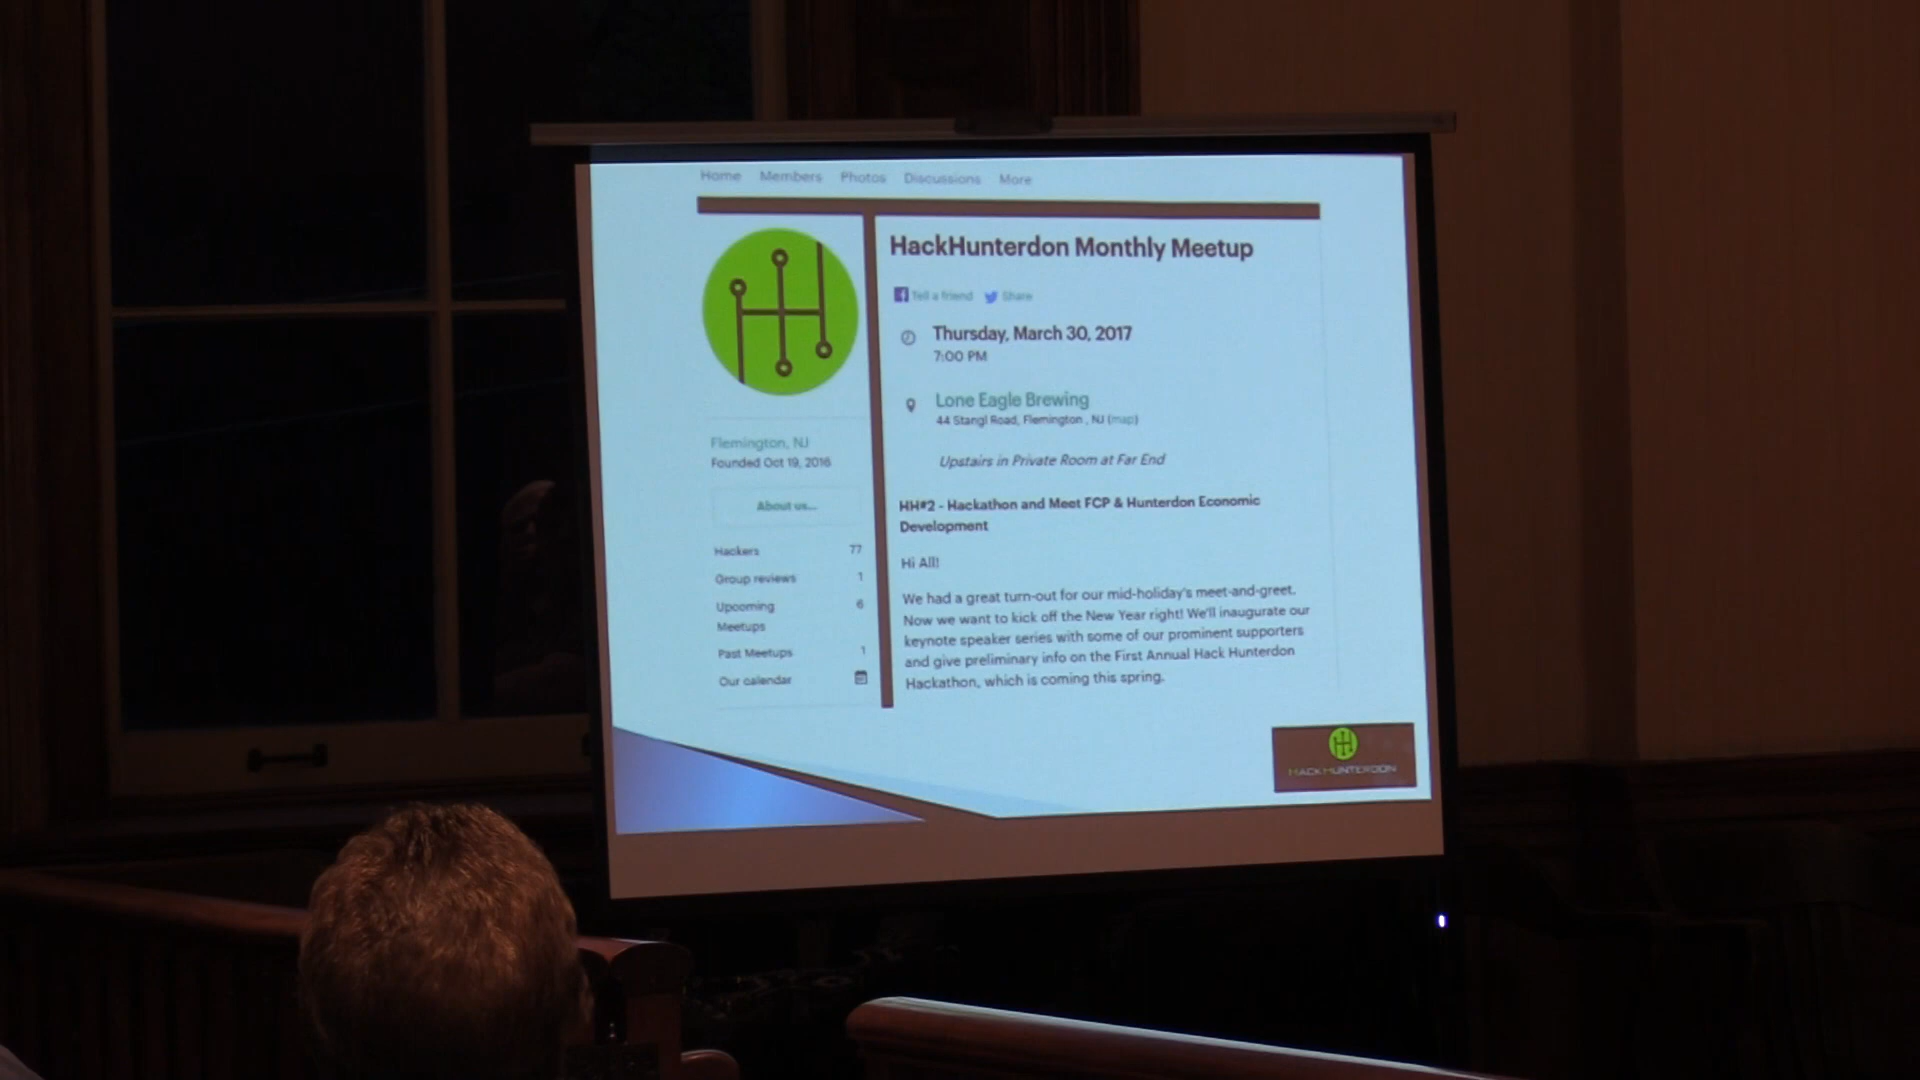 Home Members Photos Discussions More
HackHunterdon Monthly Meetup
Tell a friend Share
Thursday, March 30, 2017
7:00 PM
Lone Eagle Brewing
44 Stangl Road, Flemington , NJ (map)
Upstairs in Private Room at Far End
HH#2 - Hackathon and Meet FCP & Hunterdon Economic
Development
Hi All!
We had a great turn-out for our mid-holiday's meet-and-greet.
Now we want to kick off the New Year right! We'll inaugurate our
keynote speaker series with some of our prominent supporters
and give preliminary info on the First Annual Hack Hunterdon
Hackathon, which is coming this spring.
Flemington, NJ
Founded Oct 19, 2016
About us...
Hackers 77
Group reviews 1
Upcoming 6
Meetups
Past Meetups 1
Our calendar
HACKHUNTERDON